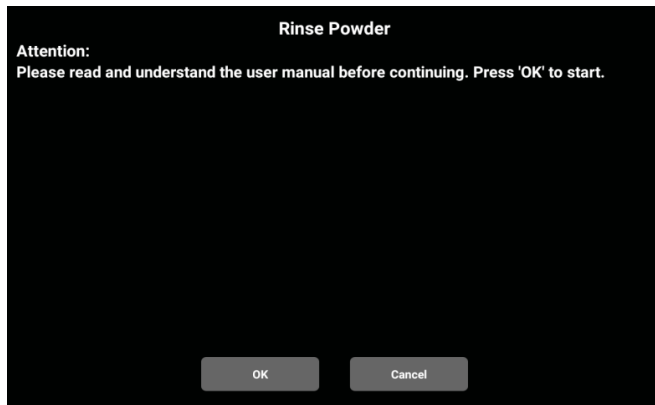 Rinse Powder
Attention:
Please read and understand the user manual before continuing. Press 'OK' to start.
OK
Cancel